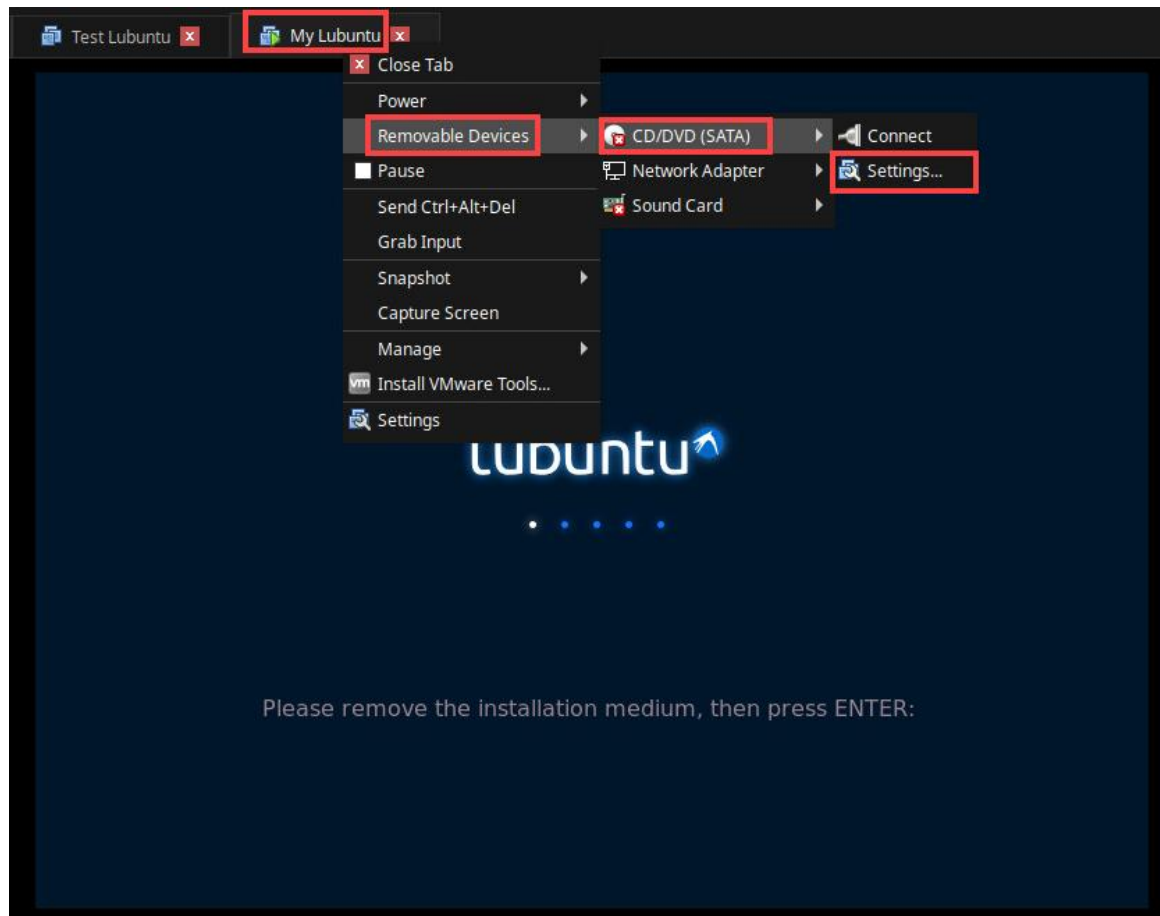 Test Lubuntu
My Lubuntu
Close Tab
Power
Removable Devices
CD/DVD (SATA)
Connect
Pause
Network Adapter
Settings...
Send Ctrl+Alt+Del
Sound Card
Grab Input
Snapshot
Capture Screen
Manage
vm Install VMware Tools...
Settings
lubuntu
Please remove the installation medium, then press ENTER: